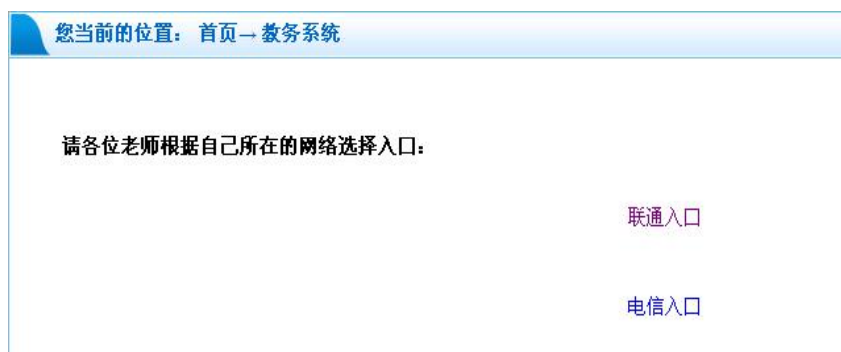 您当前的位置： 首页→教务系统
请各位老师根据自己所在的网络选择入口：
联通入口
电信入口